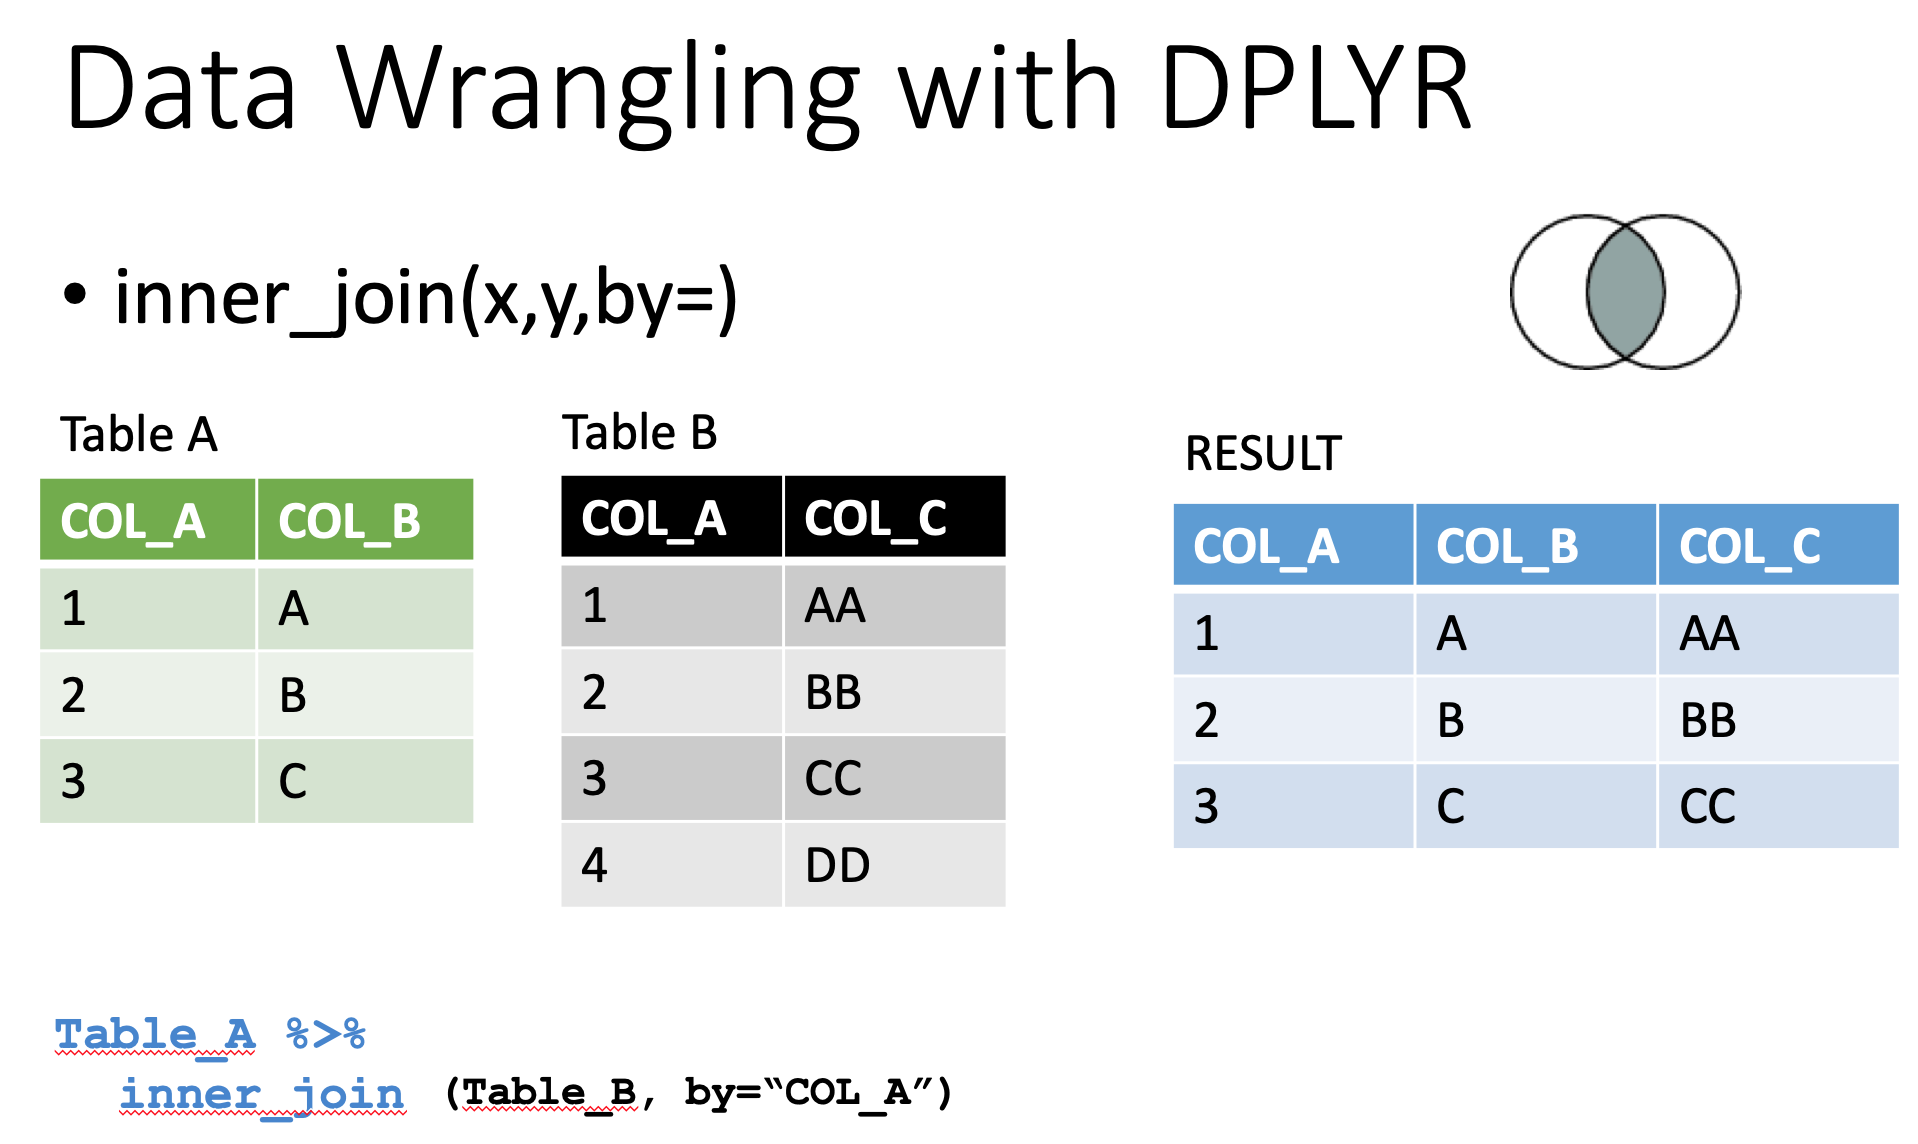 Data Wrangling with DPLYR
• inner_join(x,y,by=)
Table A
COL_A COL_B
1 A
2 B
3 C
Table B
COL_A COL_C
1 AA
2 BB
3 CC
4 DD
RESULT
COL_A COL_B COL_C
1 A AA
2 B BB
3 C CC
Table_A %>%
inner_join (Table_B, by=“COL_A”)